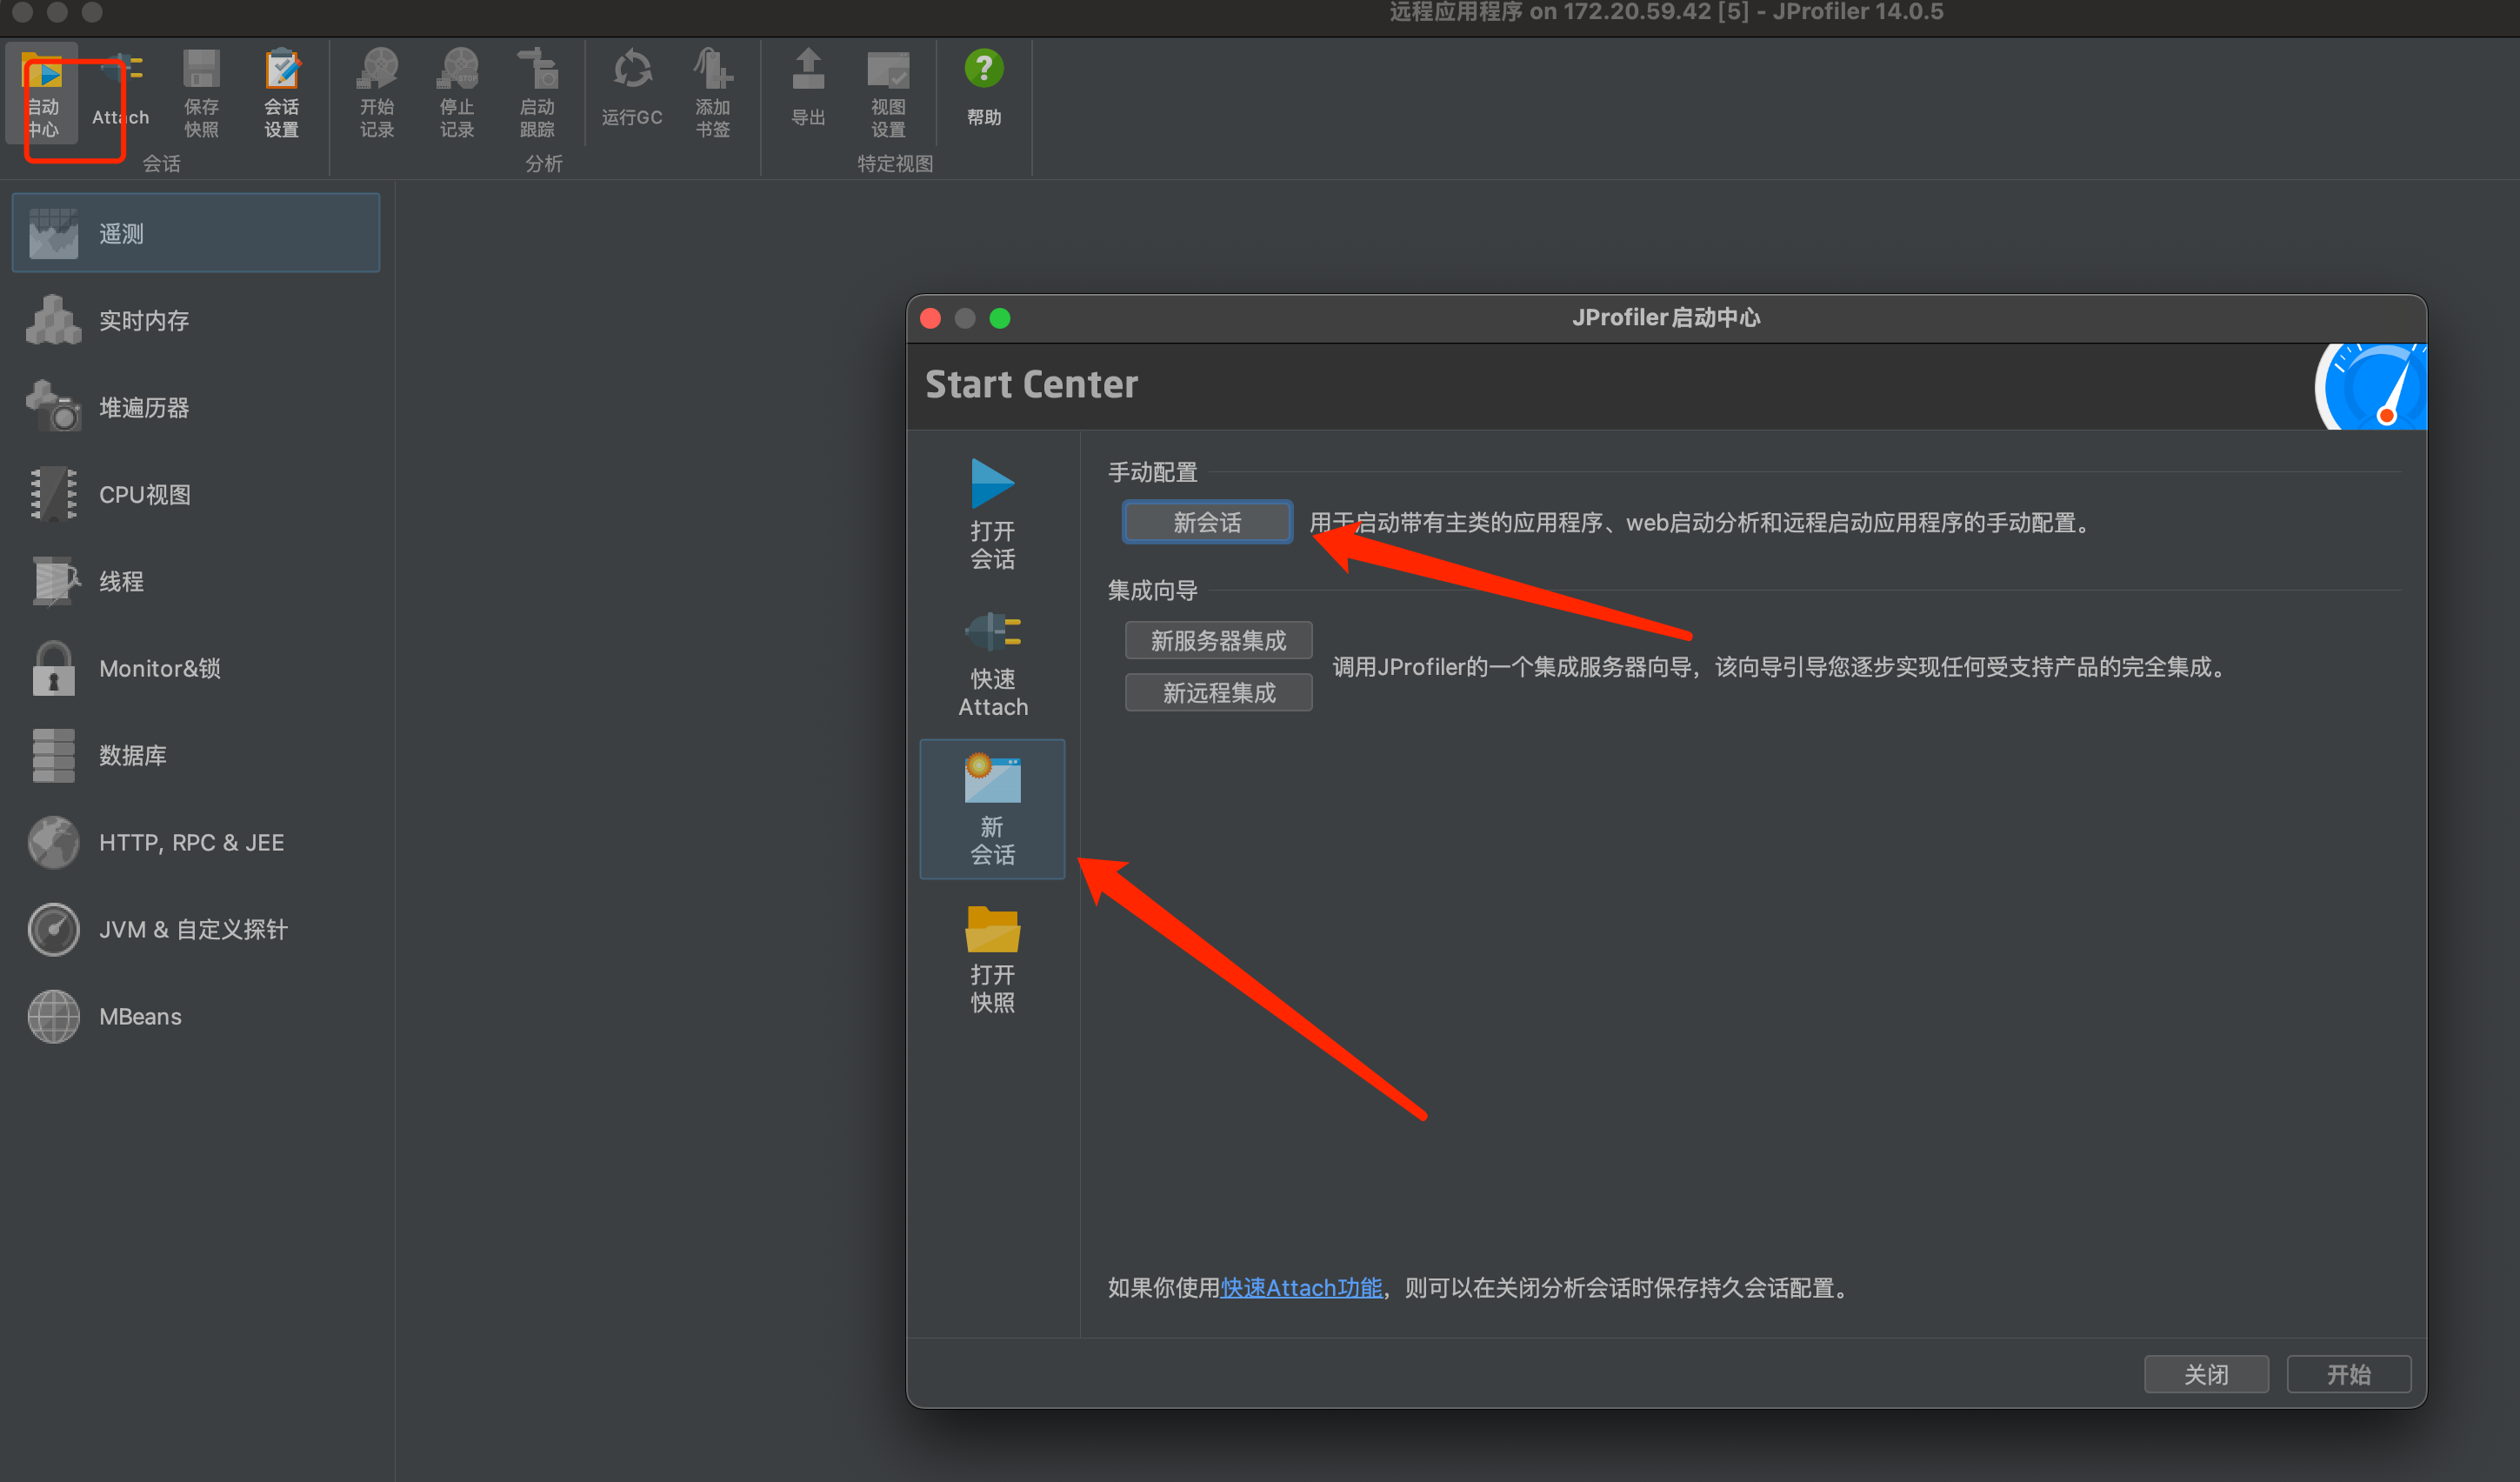 远程应用程序 on 172.20.59.42 [5] - JProfiler 14.0.5
启动
中心
Attach
保存
快照
会话
设置
会话
开始
记录
停止
记录
启动
跟踪
分析
运行GC
添加
书签
导出
视图
设置
特定视图
帮助
遥测
实时内存
堆遍历器
CPU视图
线程
Monitor&锁
数据库
HTTP, RPC & JEE
JVM & 自定义探针
MBeans
JProfiler启动中心
Start Center
打开
会话
快速
Attach
新
会话
打开
快照
手动配置
新会话
用于启动带有主类的应用程序、web启动分析和远程启动应用程序的手动配置。
集成向导
新服务器集成
新远程集成
调用JProfiler的一个集成服务器向导，该向导引导您逐步实现任何受支持产品的完全集成。
如果你使用快速Attach功能，则可以在关闭分析会话时保存持久会话配置。
关闭
开始